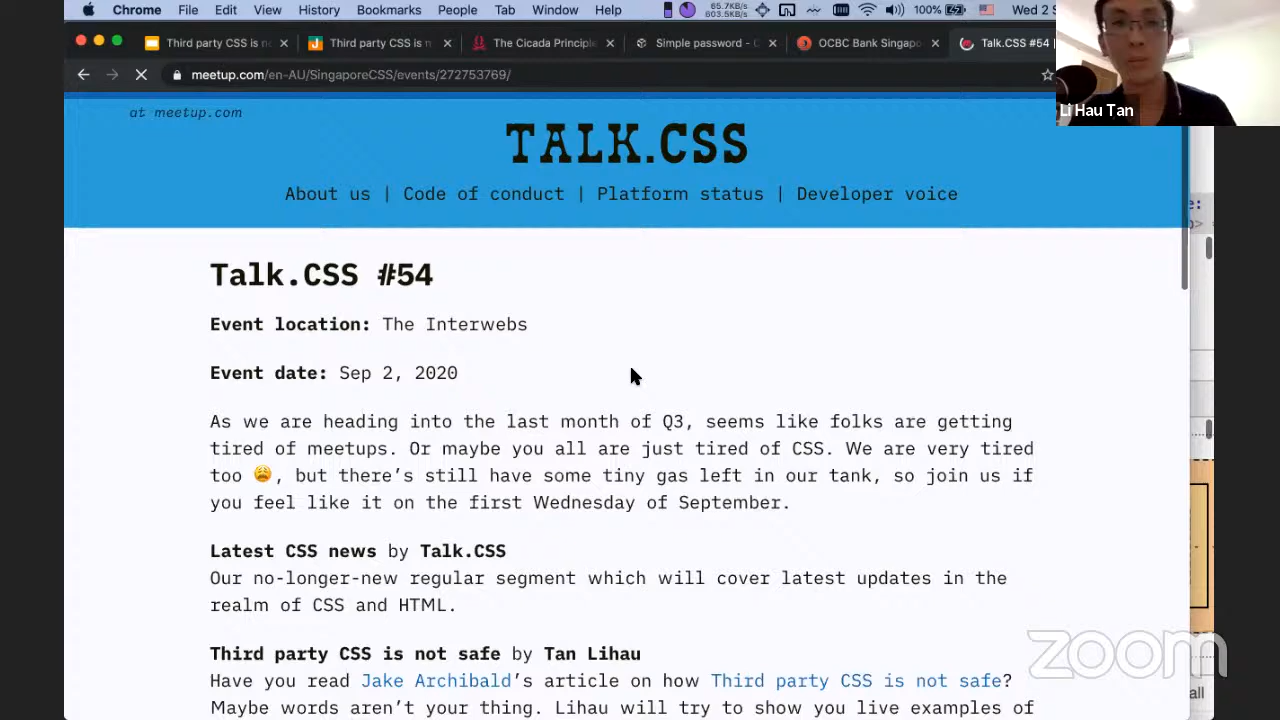 Chrome File Edit View History Bookmarks People Tab Window Help 65.7KB 603.5KB 100% Wed 2 S
Third party CSS is no Third party CSS is n The Cicada Principle Simple password - C OCBC Bank Singapo Talk.CSS #54 |
meetup.com/en-AU/SingaporeCSS/events/272753769/
Li Hau Tan
at meetup.com
TALK.CSS
About us | Code of conduct | Platform status | Developer voice
Talk.CSS #54
Event location: The Interwebs
Event date: Sep 2, 2020
As we are heading into the last month of Q3, seems like folks are getting
tired of meetups. Or maybe you all are just tired of CSS. We are very tired
too 😩, but there’s still have some tiny gas left in our tank, so join us if
you feel like it on the first Wednesday of September.
Latest CSS news by Talk.CSS
Our no-longer-new regular segment which will cover latest updates in the
realm of CSS and HTML.
Third party CSS is not safe by Tan Lihau
Have you read Jake Archibald’s article on how Third party CSS is not safe?
Maybe words aren’t your thing. Lihau will try to show you live examples of
zoom
all